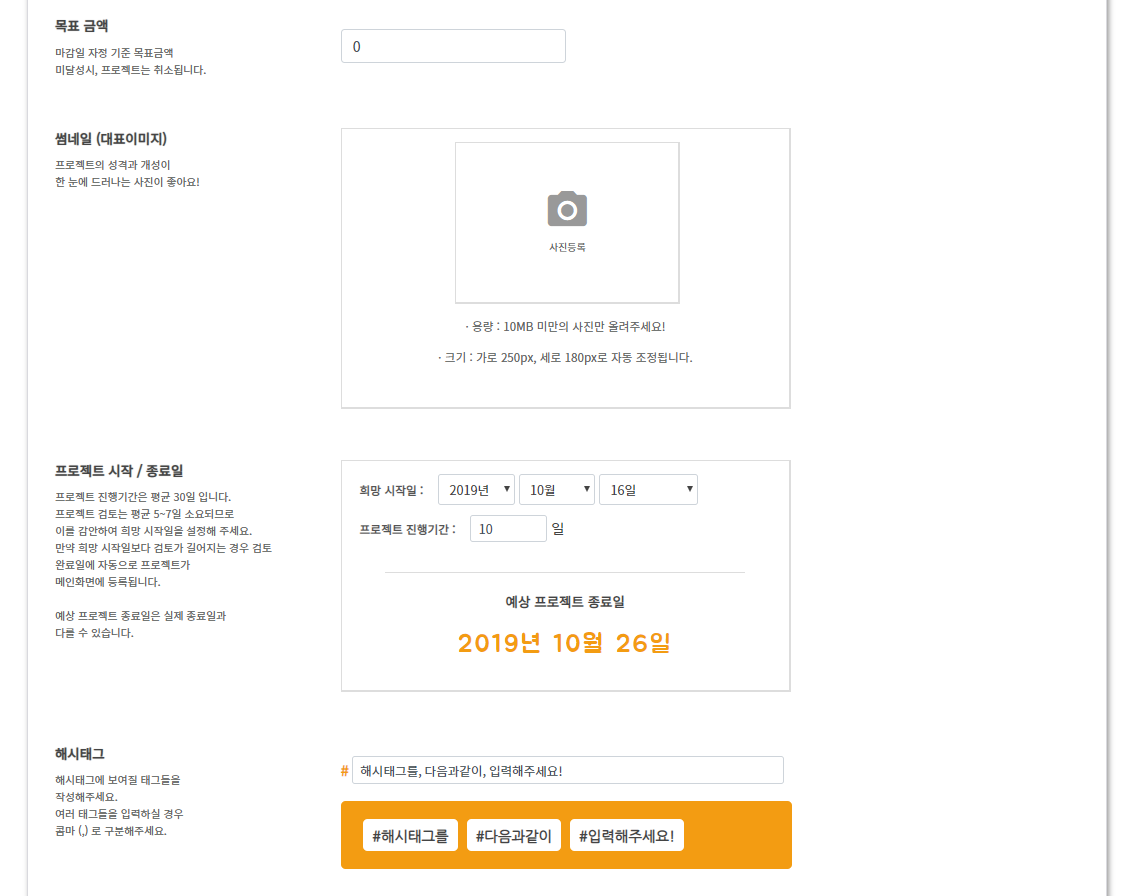 목표 금액
마감일 자정 기준 목표금액
미달성시, 프로젝트는 취소됩니다.
0
썸네일 (대표이미지)
프로젝트의 성격과 개성이
한 눈에 드러나는 사진이 좋아요!
사진등록
· 용량 : 10MB 미만의 사진만 올려주세요!
· 크기 : 가로 250px, 세로 180px로 자동 조정됩니다.
프로젝트 시작 / 종료일
프로젝트 진행기간은 평균 30일 입니다.
프로젝트 검토는 평균 5~7일 소요되므로
이를 감안하여 희망 시작일을 설정해 주세요.
만약 희망 시작일보다 검토가 길어지는 경우 검토
완료일에 자동으로 프로젝트가
메인화면에 등록됩니다.
예상 프로젝트 종료일은 실제 종료일과
다를 수 있습니다.
희망 시작일 : 2019년 10월 16일
프로젝트 진행기간 : 10 일
예상 프로젝트 종료일
2019년 10월 26일
해시태그
해시태그에 보여질 태그들을
작성해주세요.
여러 태그들을 입력하실 경우
콤마 (,) 로 구분해주세요.
# 해시태그를, 다음과같이, 입력해주세요!
#해시태그를 #다음과같이 #입력해주세요!